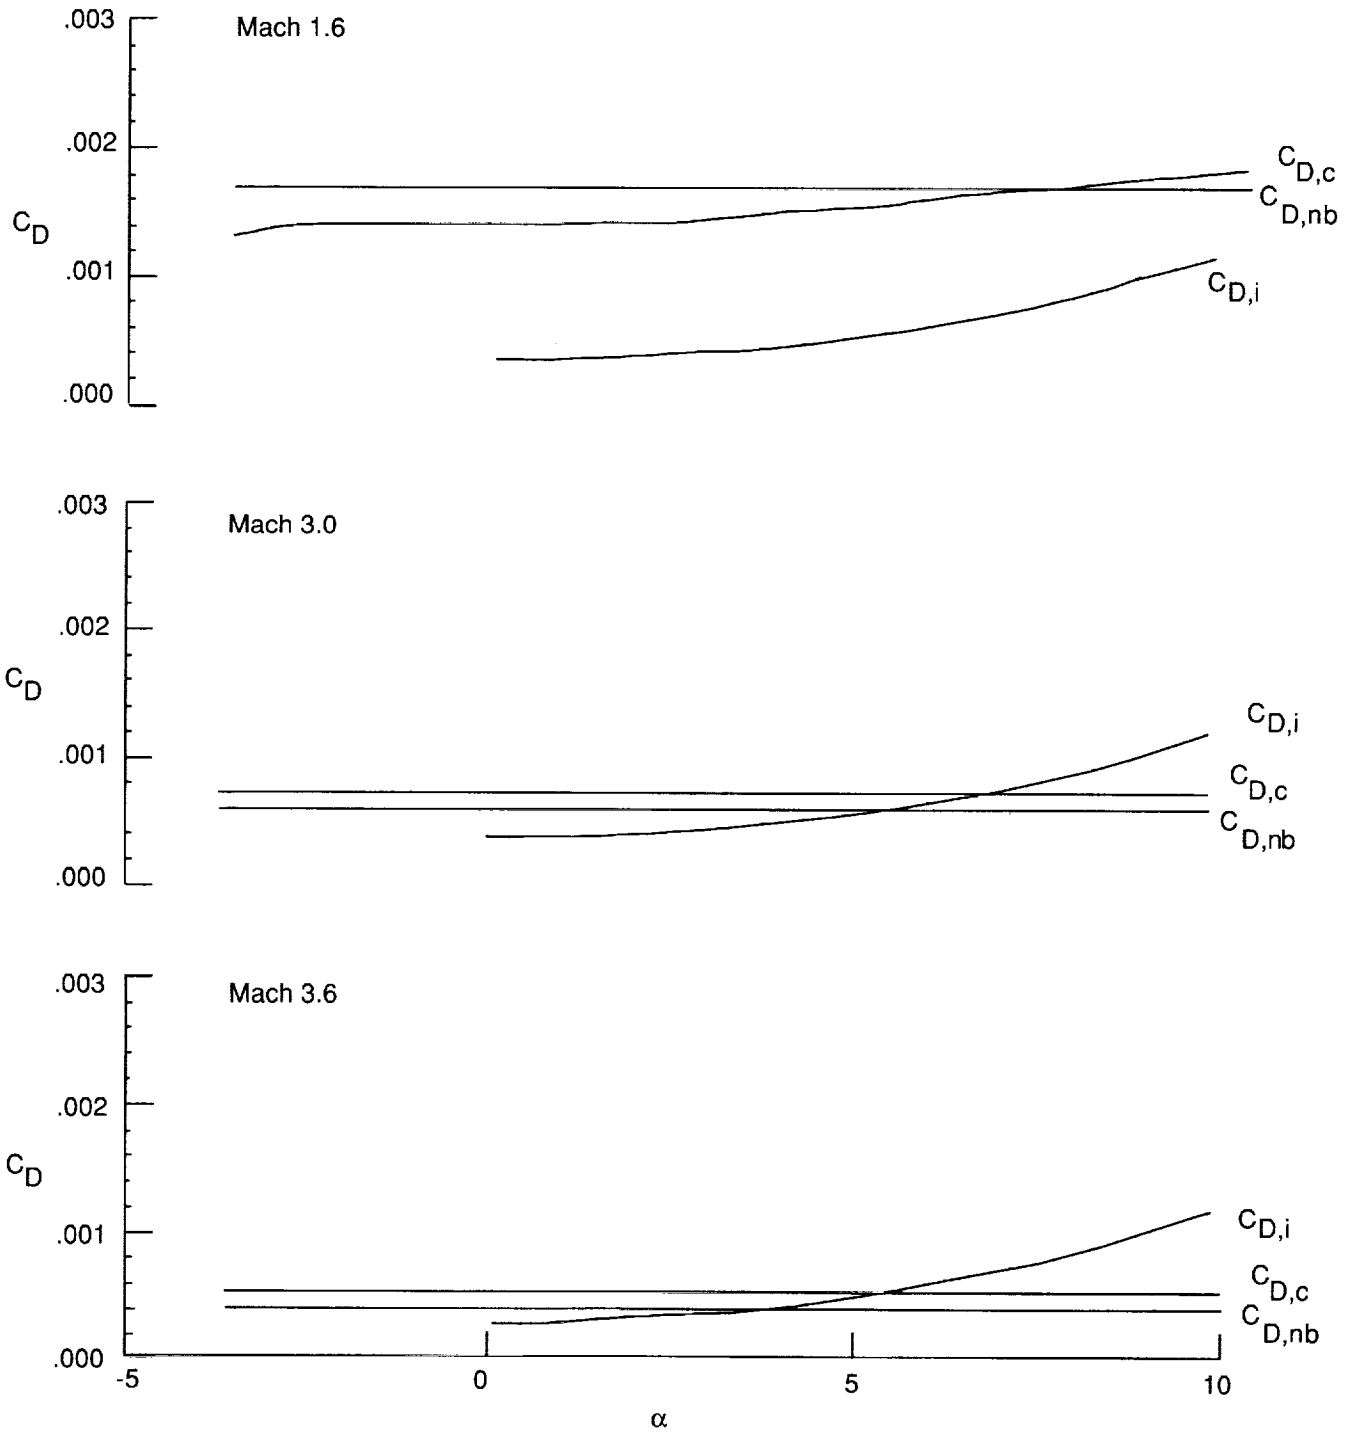 .003
Mach 1.6
.002
C_D,c
C_D,nb
C_D
.001
C_D,i
.000
.003
Mach 3.0
.002
C_D
C_D,i
.001
C_D,c
C_D,nb
.000
.003
Mach 3.6
.002
C_D
C_D,i
.001
C_D,c
C_D,nb
.000
-5 0 5 10
α